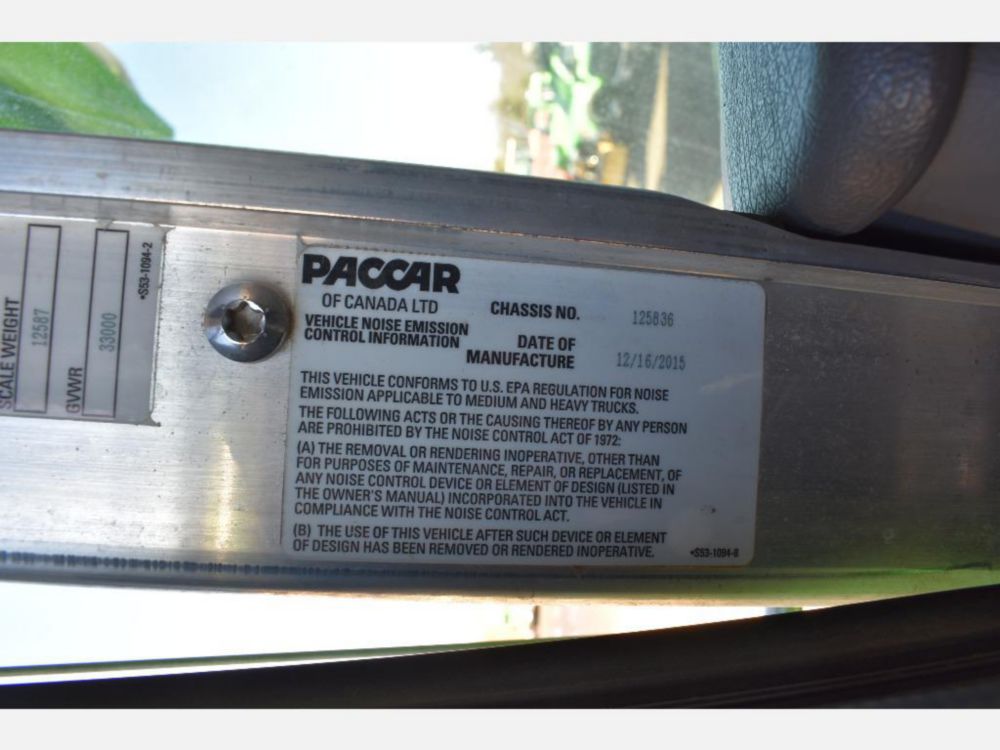 SCALE WEIGHT
12587
GVWR
33000
•S53-1094-2
PACCAR
OF CANADA LTD
VEHICLE NOISE EMISSION
CONTROL INFORMATION
CHASSIS NO. 125836
DATE OF
MANUFACTURE 12/16/2015
THIS VEHICLE CONFORMS TO U.S. EPA REGULATION FOR NOISE
EMISSION APPLICABLE TO MEDIUM AND HEAVY TRUCKS.
THE FOLLOWING ACTS OR THE CAUSING THEREOF BY ANY PERSON
ARE PROHIBITED BY THE NOISE CONTROL ACT OF 1972:
(A) THE REMOVAL OR RENDERING INOPERATIVE, OTHER THAN
FOR PURPOSES OF MAINTENANCE, REPAIR, OR REPLACEMENT, OF
ANY NOISE CONTROL DEVICE OR ELEMENT OF DESIGN (LISTED IN
THE OWNER'S MANUAL) INCORPORATED INTO THE VEHICLE IN
COMPLIANCE WITH THE NOISE CONTROL ACT.
(B) THE USE OF THIS VEHICLE AFTER SUCH DEVICE OR ELEMENT
OF DESIGN HAS BEEN REMOVED OR RENDERED INOPERATIVE.
•S53-1094-8